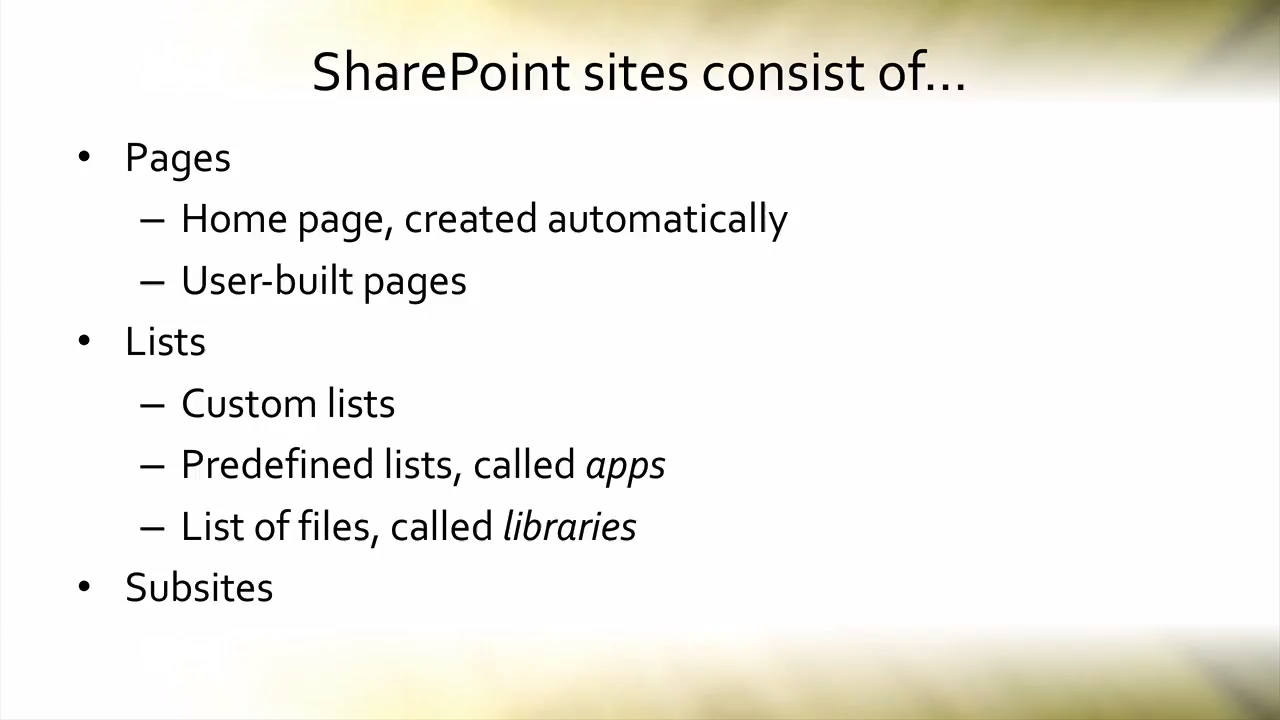 SharePoint sites consist of...
• Pages
– Home page, created automatically
– User-built pages
• Lists
– Custom lists
– Predefined lists, called apps
– List of files, called libraries
• Subsites